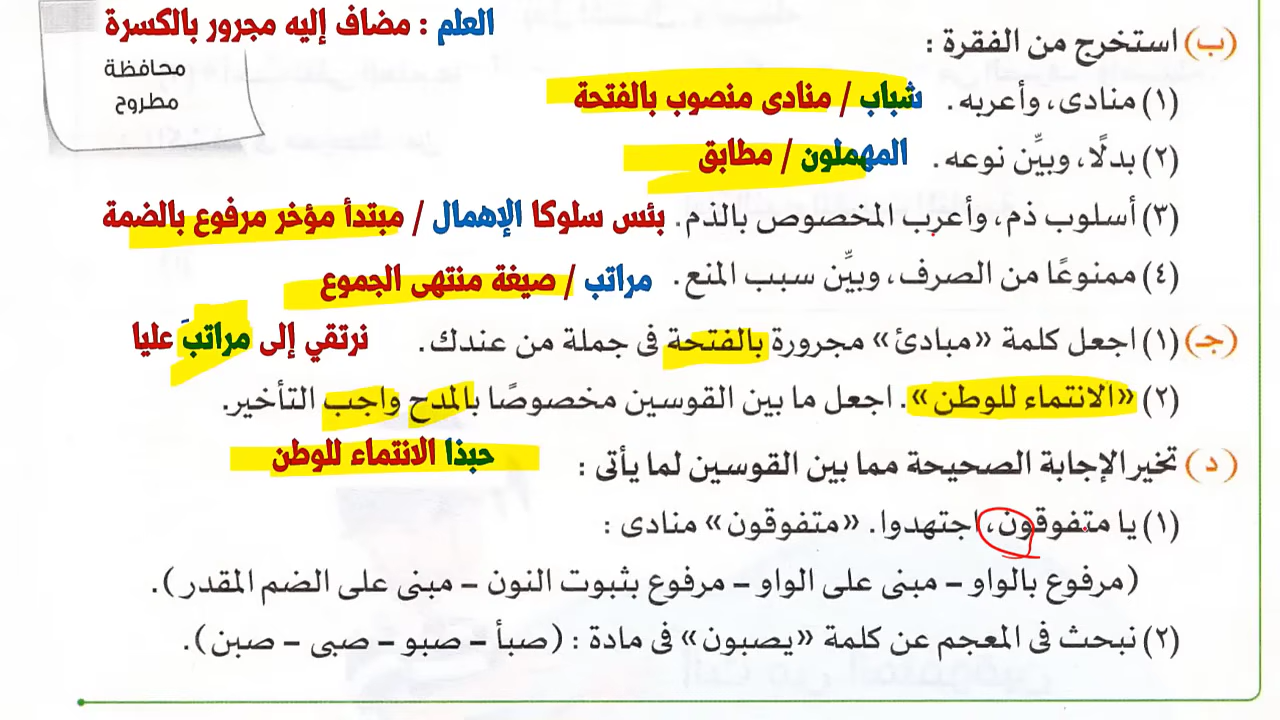 العلم : مضاف إليه مجرور بالكسرة
محافظة
مطروح
(ب) استخرج من الفقرة :
(١) منادى، وأعربه. شباب / منادى منصوب بالفتحة
(٢) بدلًا، وبيِّن نوعه. المهملون / مطابق
(٣) أسلوب ذم، وأعرب المخصوص بالذم. بئس سلوكا الإهمال / مبتدأ مؤخر مرفوع بالضمة
(٤) ممنوعًا من الصرف، وبيِّن سبب المنع. مراتب / صيغة منتهى الجموع
(جـ) (١) اجعل كلمة «مبادئ» مجرورة بالفتحة فى جملة من عندك. نرتقي إلى مراتبَ عليا
(٢) «الانتماء للوطن». اجعل ما بين القوسين مخصوصًا بالمدح واجب التأخير.
حبذا الانتماء للوطن
(د) تخير الإجابة الصحيحة مما بين القوسين لما يأتى :
(١) يا متفوقون، اجتهدوا. «متفوقون» منادى :
(مرفوع بالواو – مبنى على الواو – مرفوع بثبوت النون – مبنى على الضم المقدر).
(٢) نبحث فى المعجم عن كلمة «يصبون» فى مادة : (صبأ – صبو – صبى – صبن).